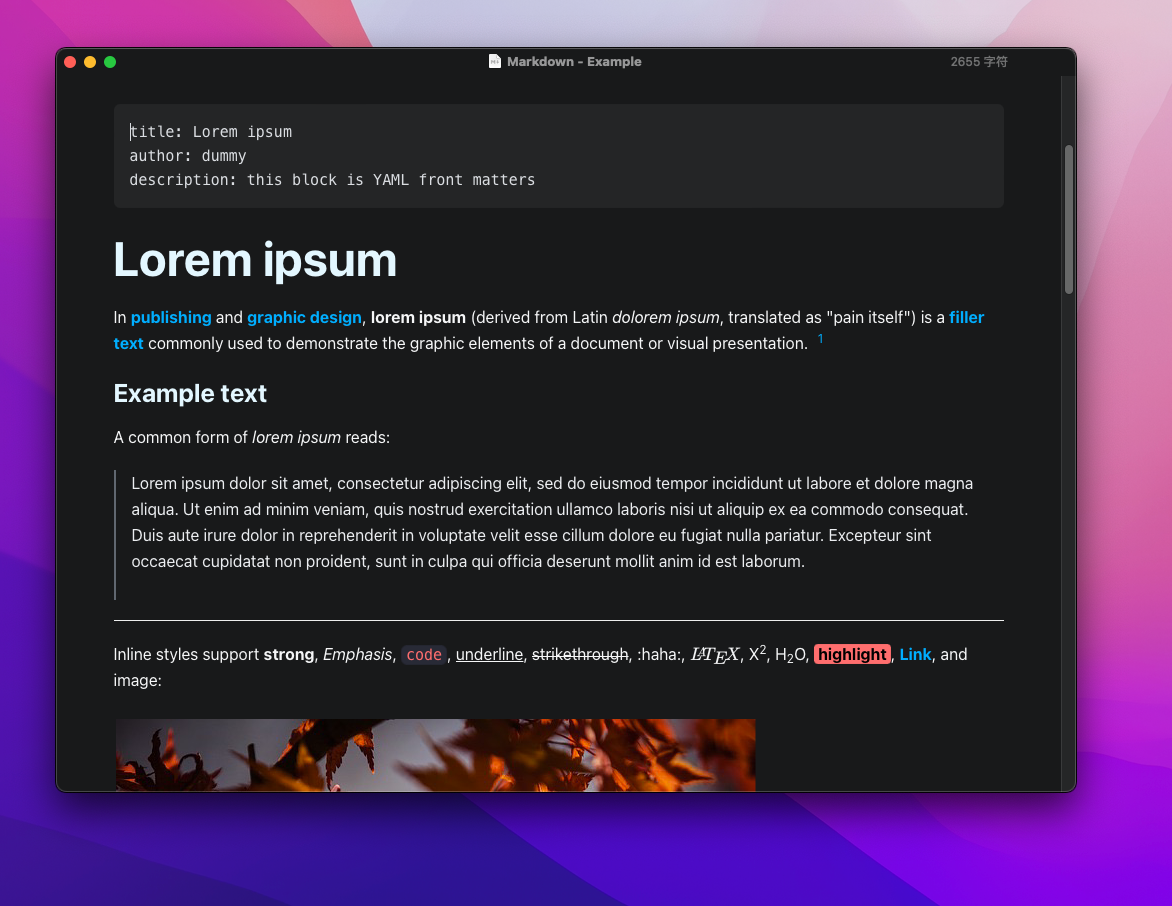 Markdown - Example
2655 字符
title: Lorem ipsum
author: dummy
description: this block is YAML front matters
Lorem ipsum
In publishing and graphic design, lorem ipsum (derived from Latin dolorem ipsum, translated as "pain itself") is a filler
text commonly used to demonstrate the graphic elements of a document or visual presentation. 1
Example text
A common form of lorem ipsum reads:
Lorem ipsum dolor sit amet, consectetur adipiscing elit, sed do eiusmod tempor incididunt ut labore et dolore magna
aliqua. Ut enim ad minim veniam, quis nostrud exercitation ullamco laboris nisi ut aliquip ex ea commodo consequat.
Duis aute irure dolor in reprehenderit in voluptate velit esse cillum dolore eu fugiat nulla pariatur. Excepteur sint
occaecat cupidatat non proident, sunt in culpa qui officia deserunt mollit anim id est laborum.
Inline styles support strong, Emphasis, code, underline, strikethrough, :haha:, LATEX, X2, H2O, highlight, Link, and
image: